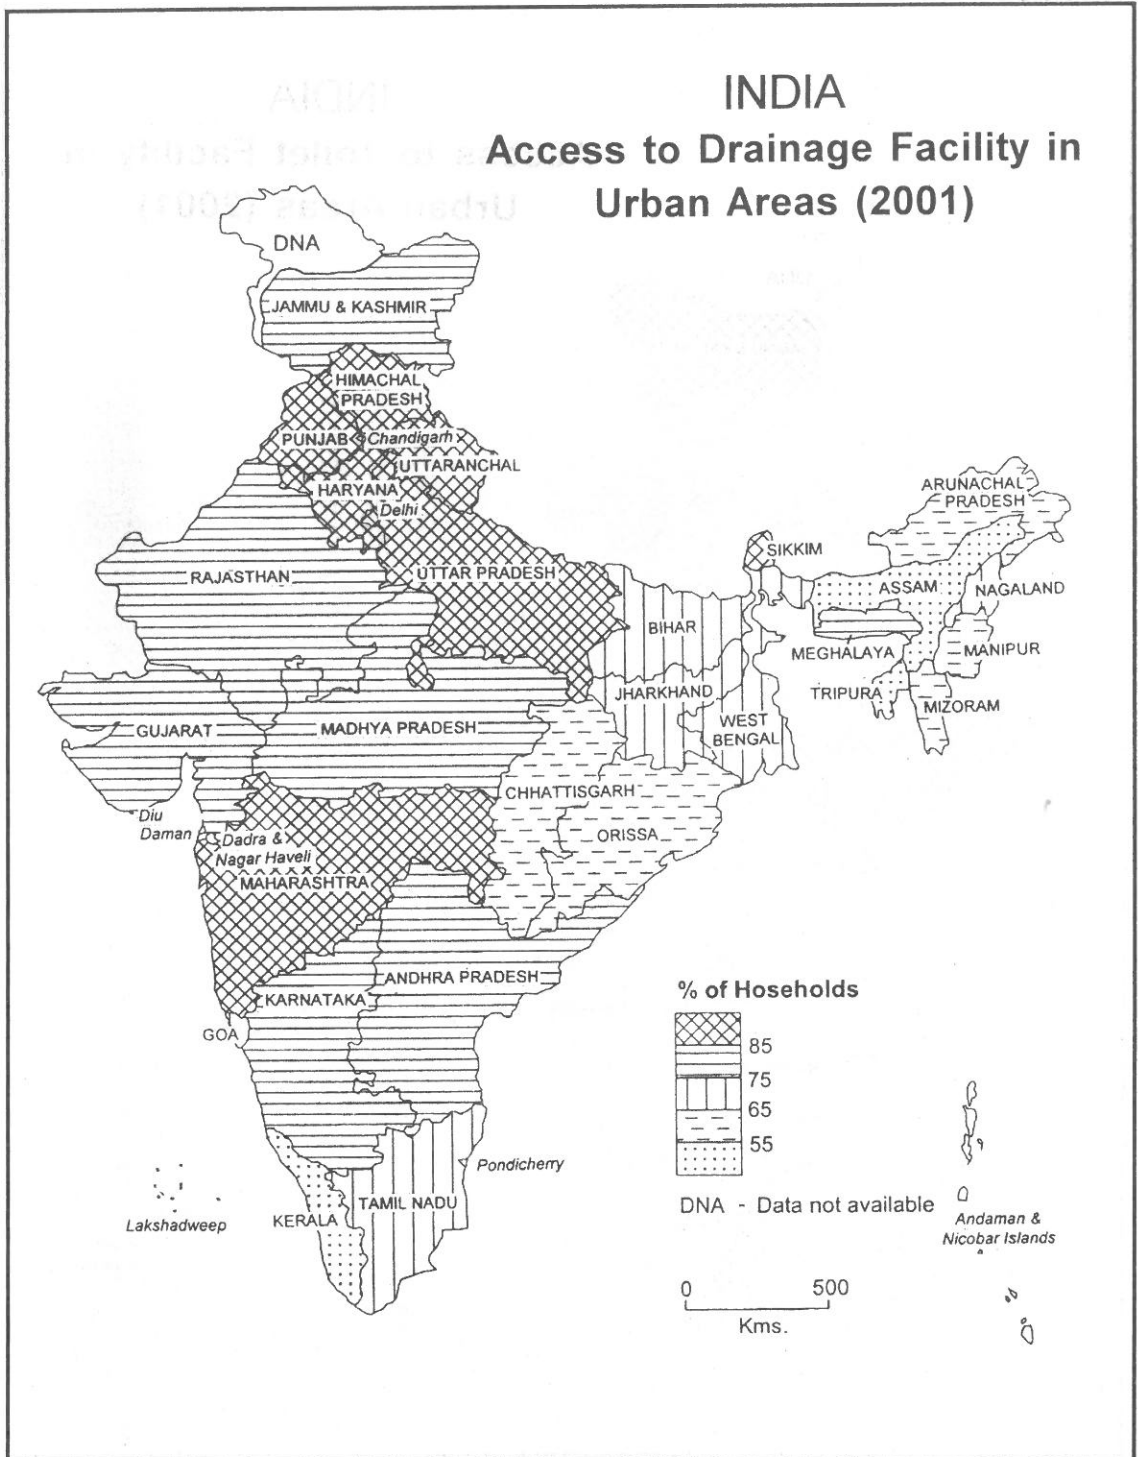 INDIA
Access to Drainage Facility in
Urban Areas (2001)
DNA
JAMMU & KASHMIR
HIMACHAL
PRADESH
PUNJAB
Chandigarh
UTTARANCHAL
HARYANA
Delhi
ARUNACHAL
PRADESH
SIKKIM
RAJASTHAN
UTTAR PRADESH
ASSAM
NAGALAND
BIHAR
MEGHALAYA
MANIPUR
JHARKHAND
TRIPURA
MIZORAM
GUJARAT
MADHYA PRADESH
WEST
BENGAL
CHHATTISGARH
Diu
Daman
Dadra &
Nagar Haveli
ORISSA
MAHARASHTRA
ANDHRA PRADESH
KARNATAKA
GOA
% of Hoseholds
85
75
65
55
DNA - Data not available
Pondicherry
TAMIL NADU
KERALA
Lakshadweep
Andaman &
Nicobar Islands
0 500
Kms.